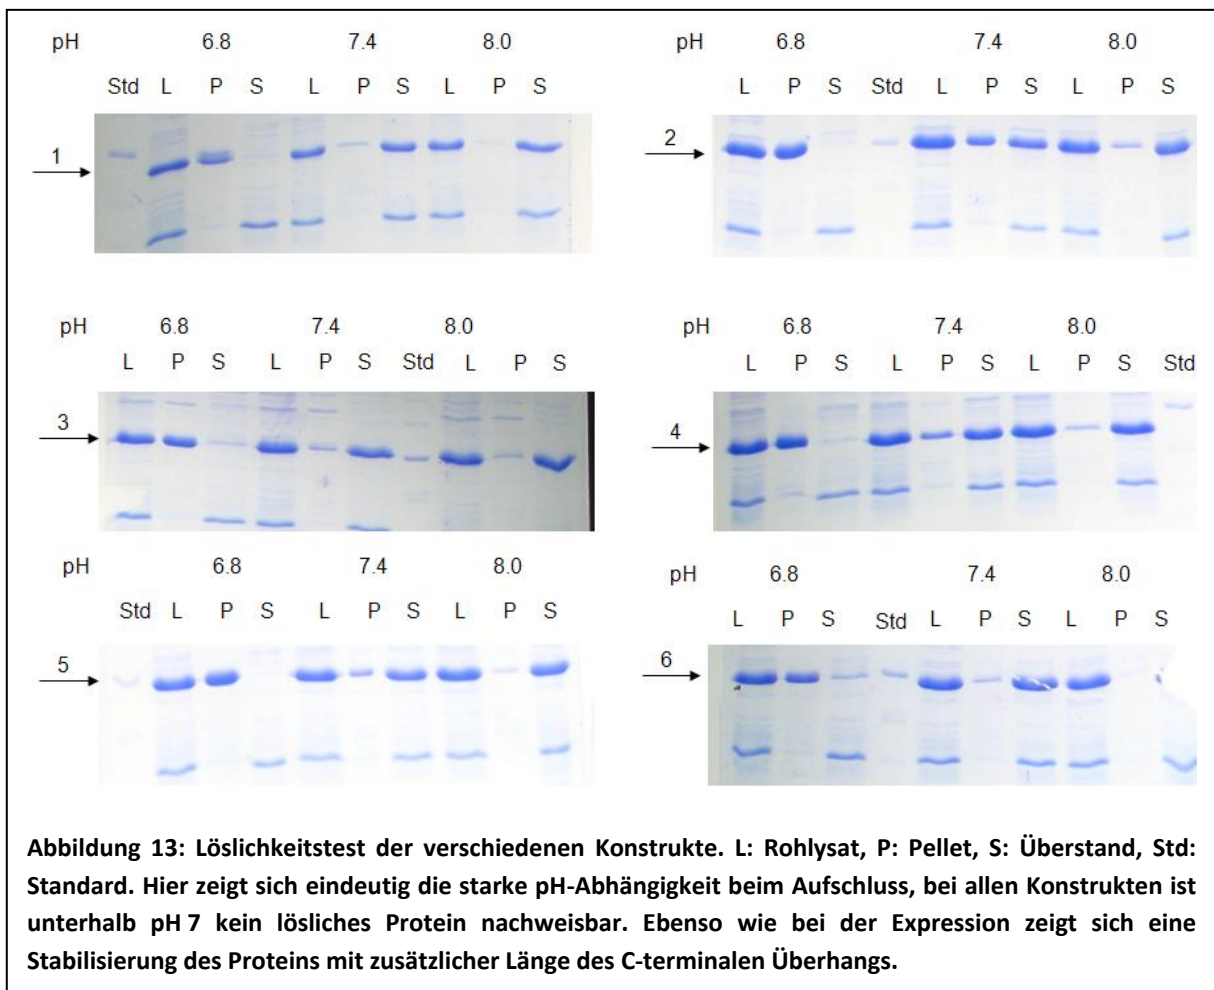 pH 6.8 7.4 8.0
Std L P S L P S L P S
1
pH 6.8 7.4 8.0
L P S Std L P S L P S
2
pH 6.8 7.4 8.0
L P S L P S Std L P S
3
pH 6.8 7.4 8.0
L P S L P S L P S Std
4
pH 6.8 7.4 8.0
Std L P S L P S L P S
5
pH 6.8 7.4 8.0
L P S Std L P S L P S
6
Abbildung 13: Löslichkeitstest der verschiedenen Konstrukte. L: Rohlysat, P: Pellet, S: Überstand, Std:
Standard. Hier zeigt sich eindeutig die starke pH-Abhängigkeit beim Aufschluss, bei allen Konstrukten ist
unterhalb pH 7 kein lösliches Protein nachweisbar. Ebenso wie bei der Expression zeigt sich eine
Stabilisierung des Proteins mit zusätzlicher Länge des C-terminalen Überhangs.